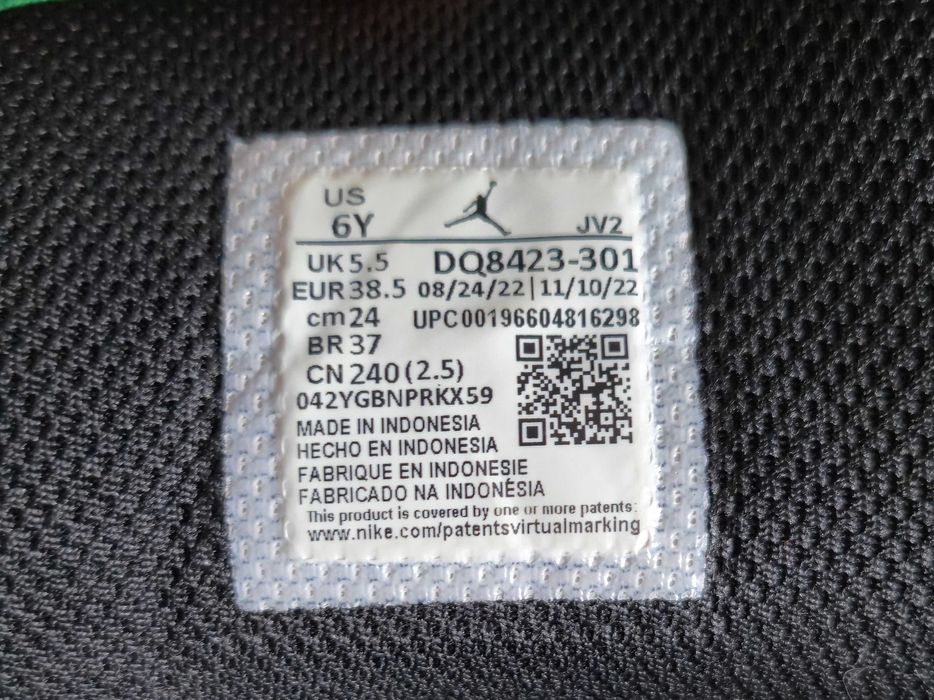 US
6Y JV2
UK 5.5 DQ8423-301
EUR 38.5 08/24/22 | 11/10/22
cm 24 UPC00196604816298
BR 37
CN 240 (2.5)
042YGBNPRKX59
MADE IN INDONESIA
HECHO EN INDONESIA
FABRIQUE EN INDONESIE
FABRICADO NA INDONÉSIA
This product is covered by one or more patents:
www.nike.com/patentsvirtualmarking